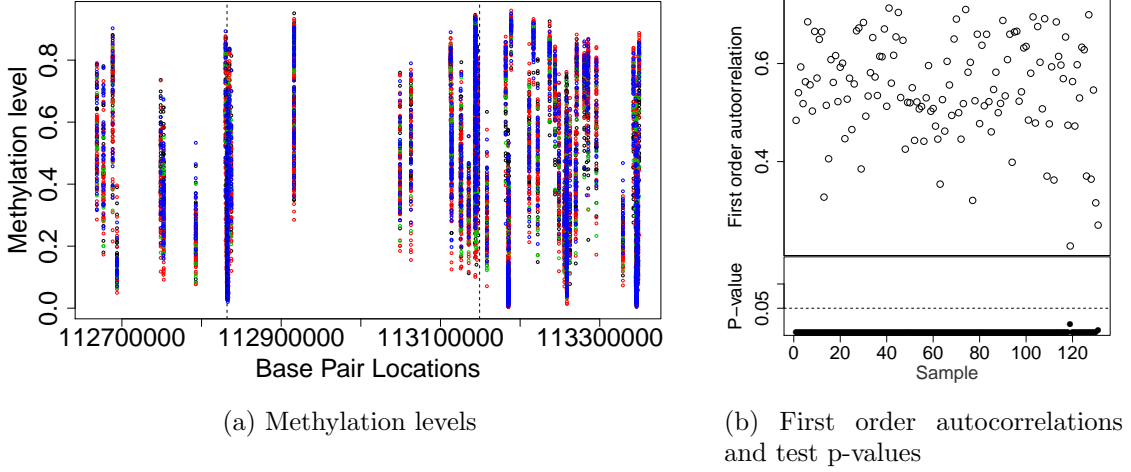 Methylation level
0.0
0.2
0.4
0.6
0.8
112700000
112900000
113100000
113300000
Base Pair Locations
(a) Methylation levels
First order autocorrelation
0.4
0.6
P-value
0.05
0
20
40
60
80
100
120
Sample
(b) First order autocorrelations
and test p-values